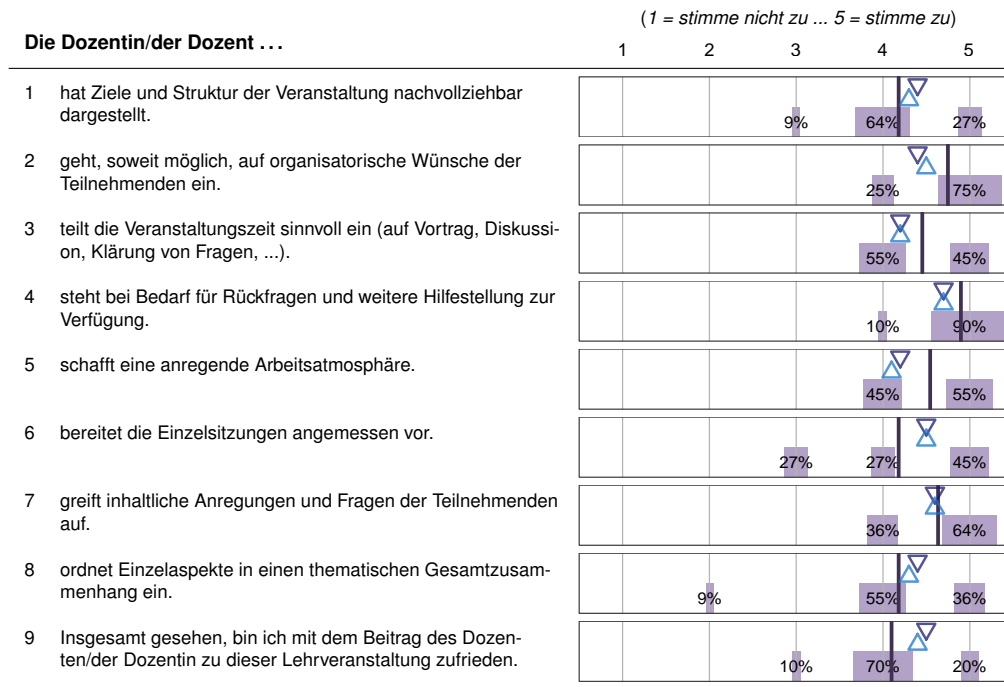 (1 = stimme nicht zu ... 5 = stimme zu)
Die Dozentin/der Dozent . . .
1 2 3 4 5
1 hat Ziele und Struktur der Veranstaltung nachvollziehbar
dargestellt.
9% 64% 27%
2 geht, soweit möglich, auf organisatorische Wünsche der
Teilnehmenden ein.
25% 75%
3 teilt die Veranstaltungszeit sinnvoll ein (auf Vortrag, Diskussi-
on, Klärung von Fragen, ...).
55% 45%
4 steht bei Bedarf für Rückfragen und weitere Hilfestellung zur
Verfügung.
10% 90%
5 schafft eine anregende Arbeitsatmosphäre.
45% 55%
6 bereitet die Einzelsitzungen angemessen vor.
27% 27% 45%
7 greift inhaltliche Anregungen und Fragen der Teilnehmenden
auf.
36% 64%
8 ordnet Einzelaspekte in einen thematischen Gesamtzusam-
menhang ein.
9% 55% 36%
9 Insgesamt gesehen, bin ich mit dem Beitrag des Dozen-
ten/der Dozentin zu dieser Lehrveranstaltung zufrieden.
10% 70% 20%